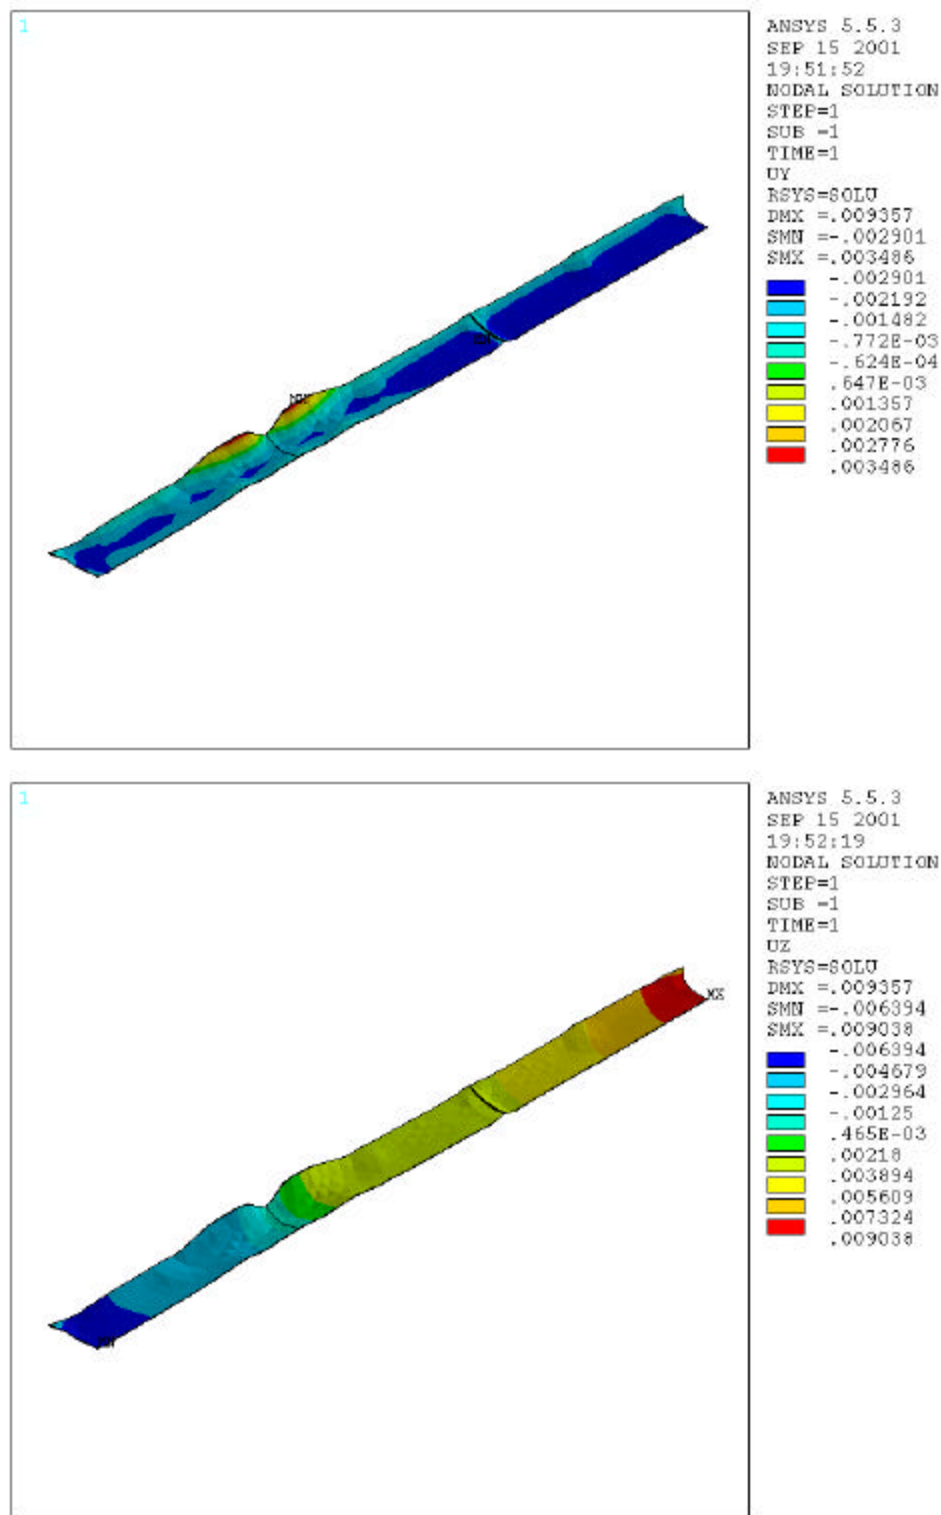 1
ANSYS 5.5.3
SEP 15 2001
19:51:52
NODAL SOLUTION
STEP=1
SUB =1
TIME=1
UY
RSYS=SOLU
DMX =.009357
SMN =-.002901
SMX =.003486
-.002901
-.002192
-.001482
-.772E-03
-.624E-04
.647E-03
.001357
.002067
.002776
.003486
MX
MN
1
ANSYS 5.5.3
SEP 15 2001
19:52:19
NODAL SOLUTION
STEP=1
SUB =1
TIME=1
UZ
RSYS=SOLU
DMX =.009357
SMN =-.006394
SMX =.009038
-.006394
-.004679
-.002964
-.00125
.465E-03
.00218
.003894
.005609
.007324
.009038
MX
MN